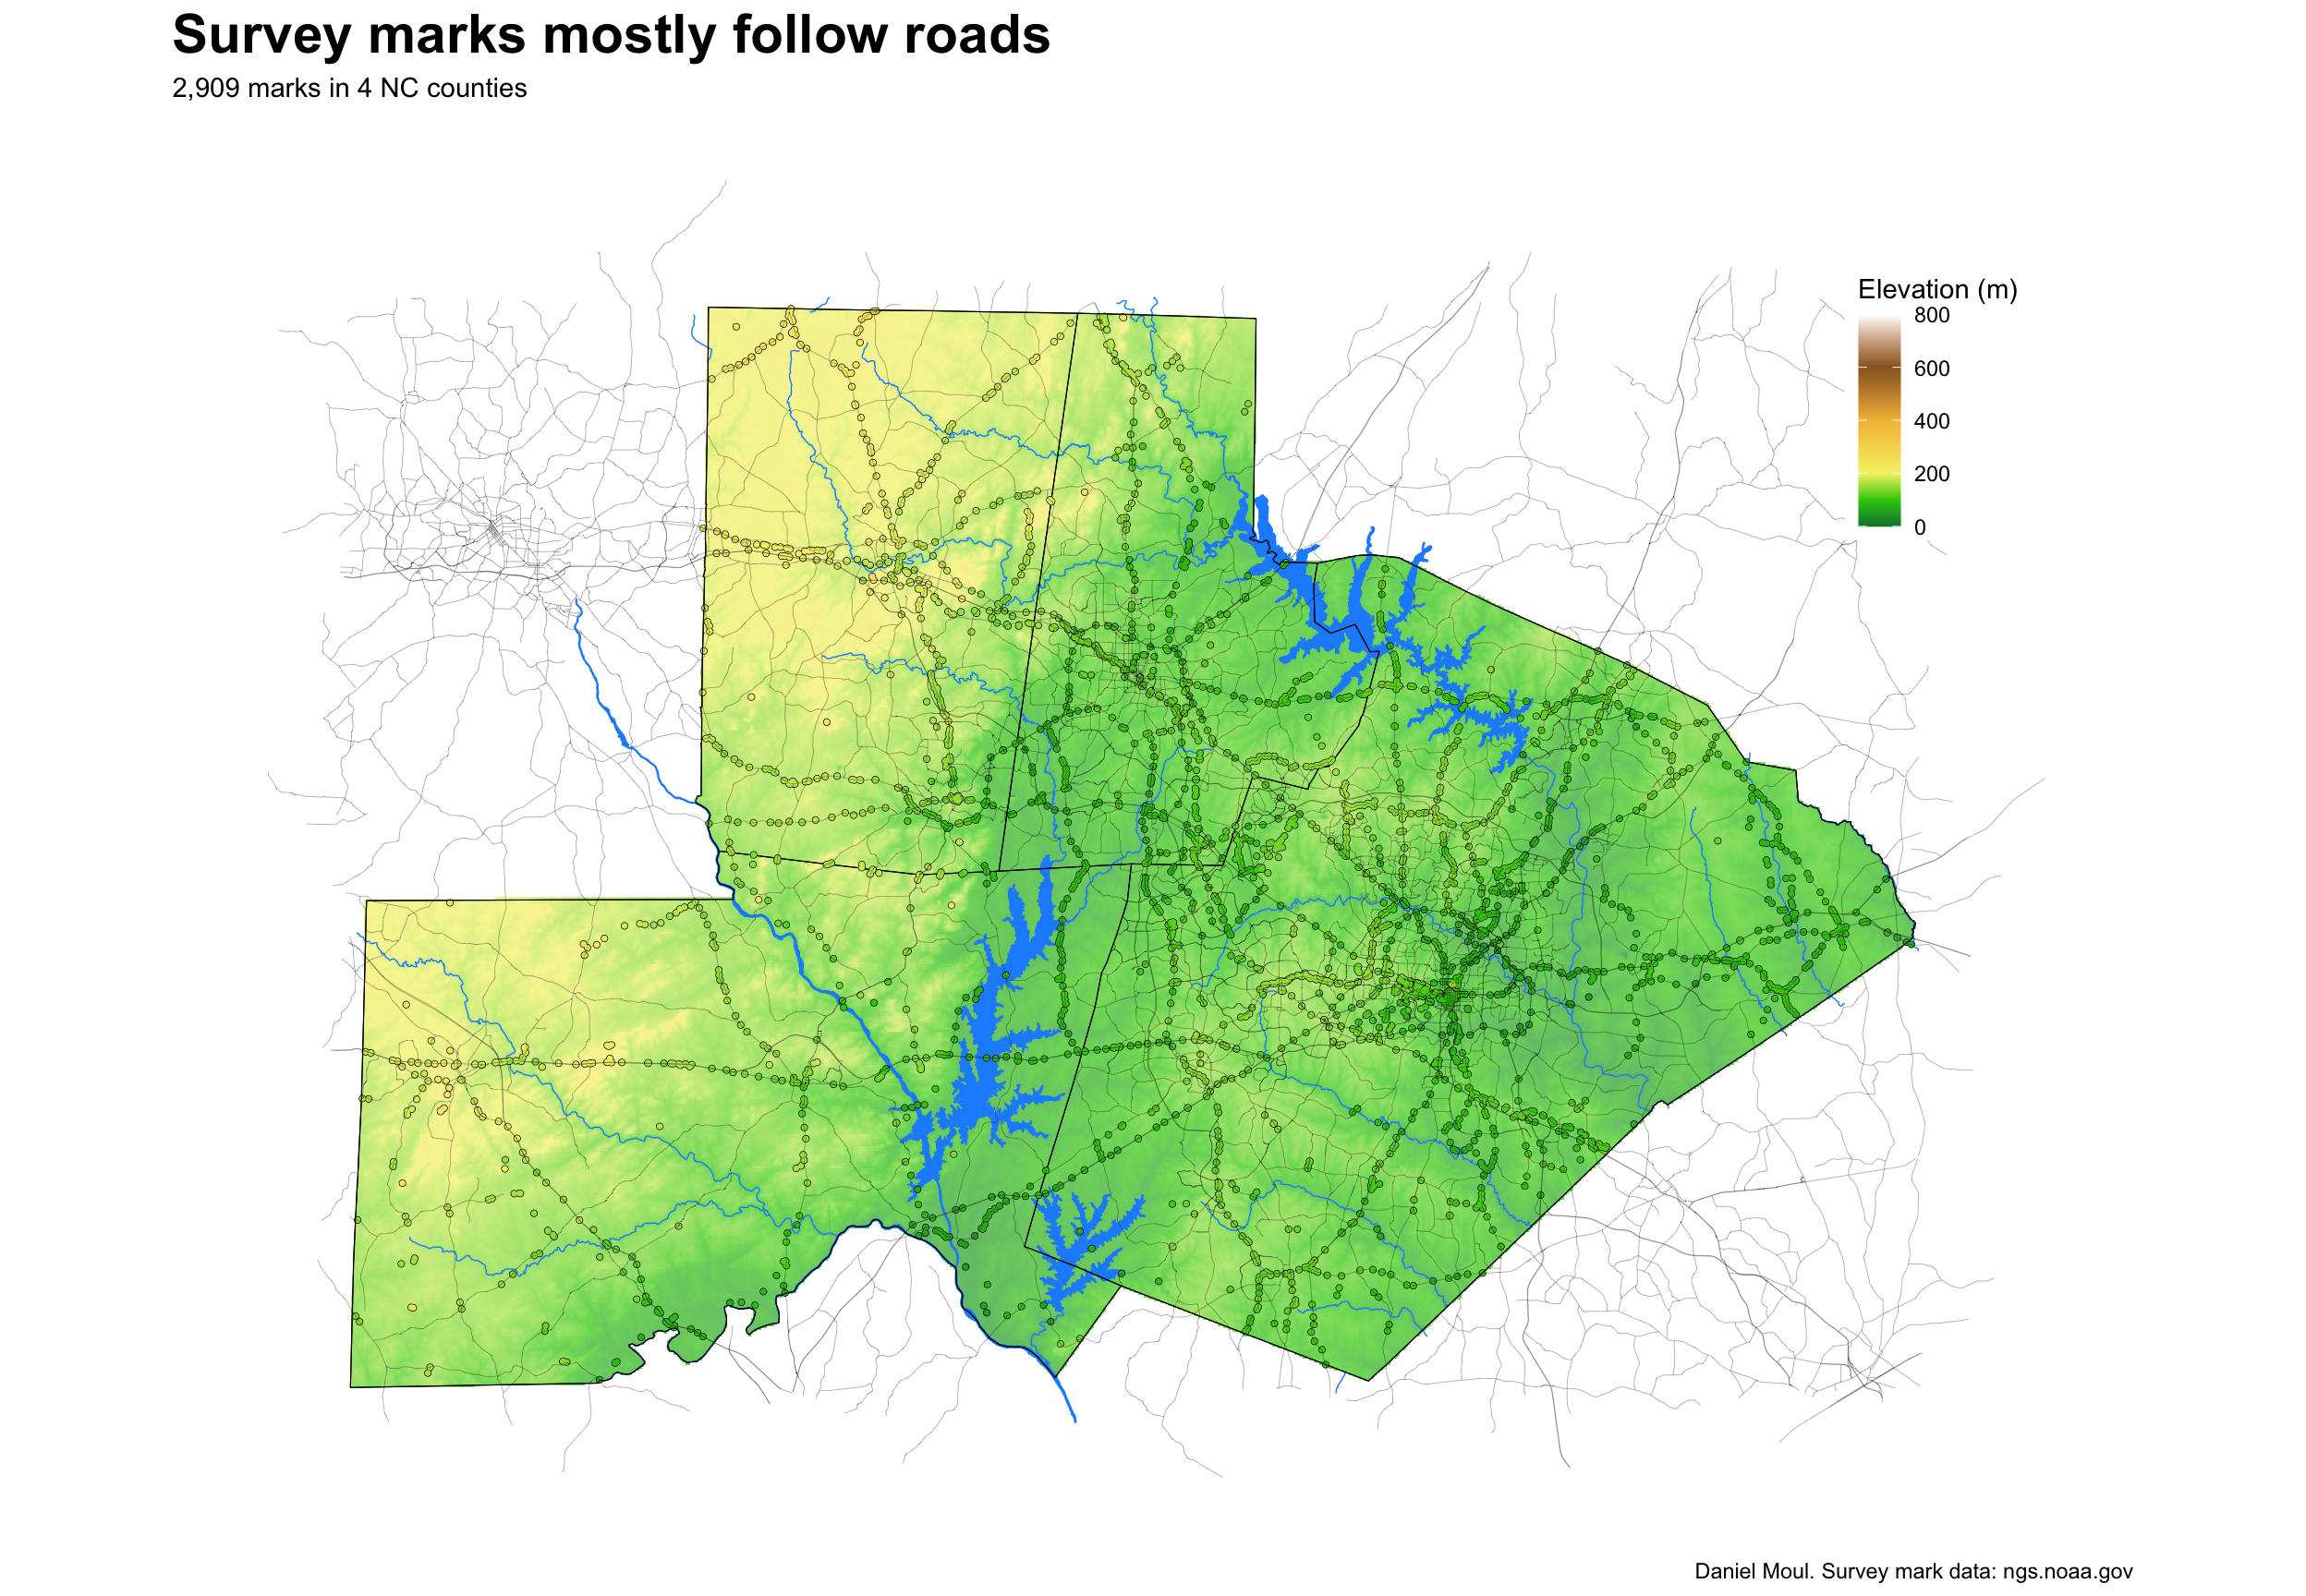 Survey marks mostly follow roads
2,909 marks in 4 NC counties
Elevation (m)
800
600
400
200
0
Daniel Moul. Survey mark data: ngs.noaa.gov